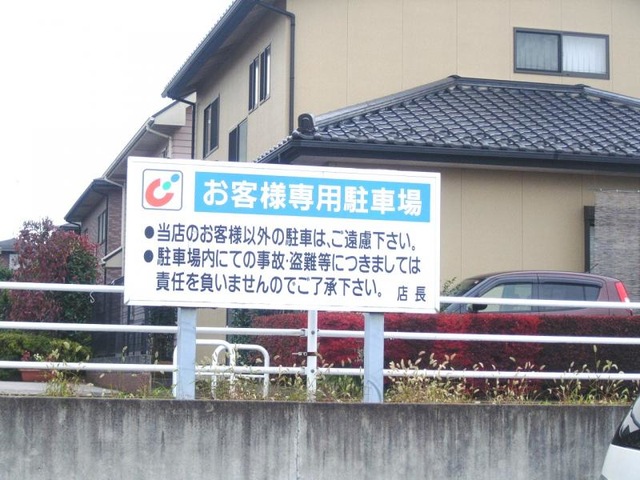 お客様専用駐車場
●当店のお客様以外の駐車は、ご遠慮下さい。
●駐車場内にての事故・盗難等につきましては
責任を負いませんのでご了承下さい。 店長